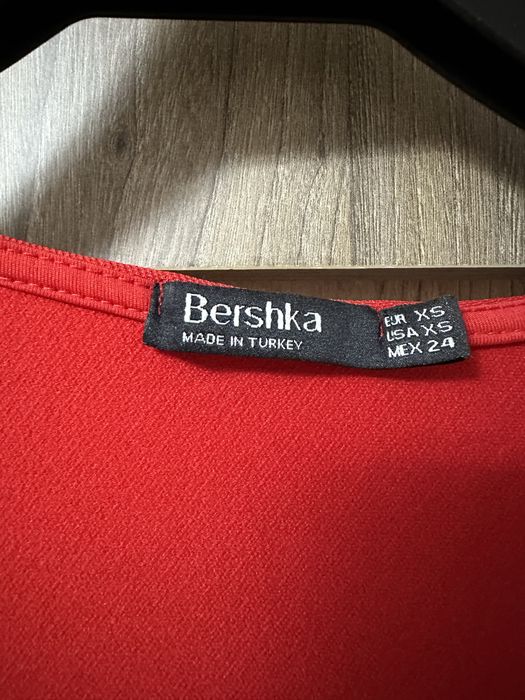 Bershka
MADE IN TURKEY
EUR XS
USA XS
MEX 24